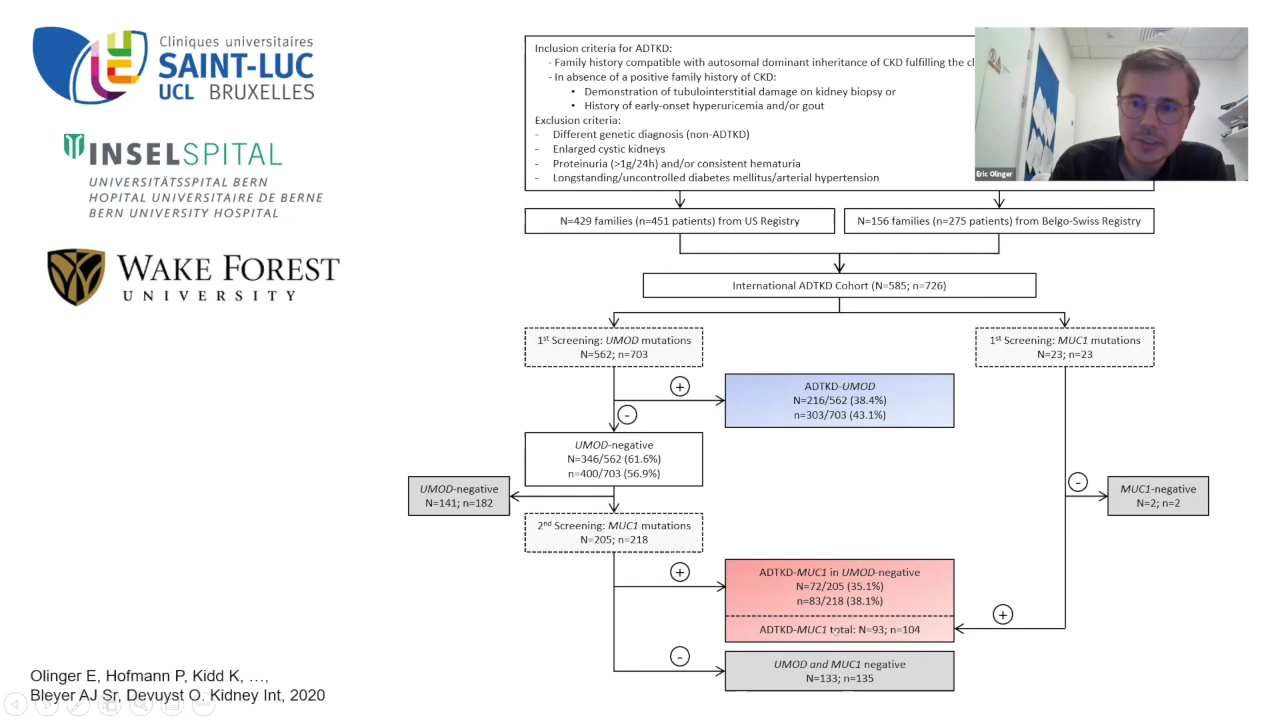 Cliniques universitaires
SAINT-LUC
UCL BRUXELLES
INSELSPITAL
UNIVERSITÄTSSPITAL BERN
HOPITAL UNIVERSITAIRE DE BERNE
BERN UNIVERSITY HOSPITAL
WAKE FOREST
UNIVERSITY
Inclusion criteria for ADTKD:
- Family history compatible with autosomal dominant inheritance of CKD fulfilling the
- In absence of a positive family history of CKD:
• Demonstration of tubulointerstitial damage on kidney biopsy or
• History of early-onset hyperuricemia and/or gout
Exclusion criteria:
- Different genetic diagnosis (non-ADTKD)
- Enlarged cystic kidneys
- Proteinuria (>1g/24h) and/or consistent hematuria
- Longstanding/uncontrolled diabetes mellitus/arterial hypertension
Eric Olinger
N=429 families (n=451 patients) from US Registry
N=156 families (n=275 patients) from Belgo-Swiss Registry
International ADTKD Cohort (N=585; n=726)
1st Screening: UMOD mutations
N=562; n=703
1st Screening: MUC1 mutations
N=23; n=23
+
ADTKD-UMOD
N=216/562 (38.4%)
n=303/703 (43.1%)
-
UMOD-negative
N=346/562 (61.6%)
n=400/703 (56.9%)
UMOD-negative
N=141; n=182
-
MUC1-negative
N=2; n=2
2nd Screening: MUC1 mutations
N=205; n=218
+
ADTKD-MUC1 in UMOD-negative
N=72/205 (35.1%)
n=83/218 (38.1%)
+
ADTKD-MUC1 total: N=93; n=104
-
UMOD and MUC1 negative
N=133; n=135
Olinger E, Hofmann P, Kidd K, …,
Bleyer AJ Sr, Devuyst O. Kidney Int, 2020